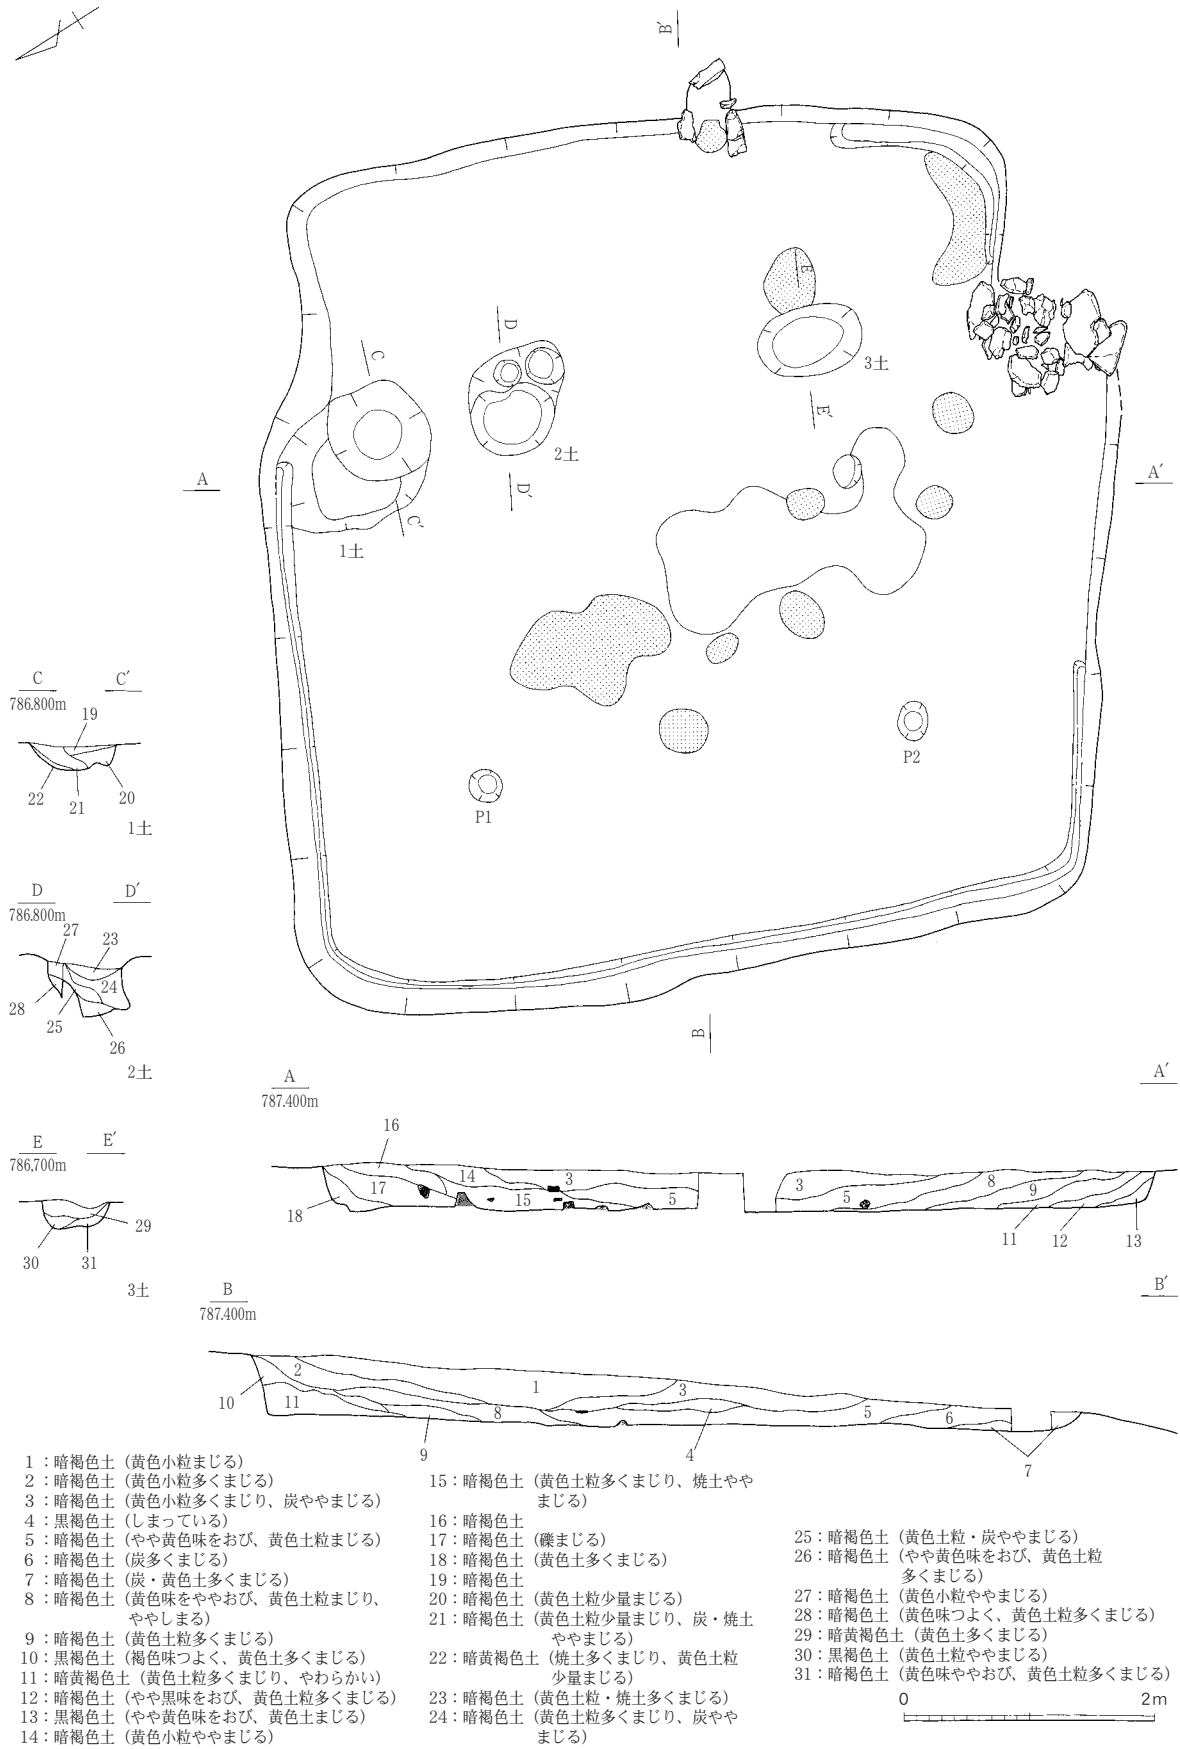 B′
D
C
E
3土
E′
2土
D′
C′
1土
A
A′
P1
P2
B
C
C′
786.800m
19
22
21
20
1土
D
D′
786.800m
27
23
24
28
25
26
2土
E
E′
786,700m
29
30
31
3土
A
A′
787.400m
16
14
3
17
15
5
18
3
8
5
9
11
12
13
B
B′
787.400m
2
1
3
10
11
8
5
6
9
4
7
1：暗褐色土（黄色小粒まじる）
2：暗褐色土（黄色小粒多くまじる）
3：暗褐色土（黄色小粒多くまじり、炭ややまじる）
4：黒褐色土（しまっている）
5：暗褐色土（やや黄色味をおび、黄色土粒まじる）
6：暗褐色土（炭多くまじる）
7：暗褐色土（炭・黄色土多くまじる）
8：暗褐色土（黄色味をややおび、黄色土粒まじり、
ややしまる）
9：暗褐色土（黄色土粒多くまじる）
10：黒褐色土（褐色味つよく、黄色土多くまじる）
11：暗黄褐色土（黄色土粒多くまじり、やわらかい）
12：暗褐色土（やや黒味をおび、黄色土粒多くまじる）
13：黒褐色土（やや黄色味をおび、黄色土まじる）
14：暗褐色土（黄色小粒ややまじる）
15：暗褐色土（黄色土粒多くまじり、焼土やや
まじる）
16：暗褐色土
17：暗褐色土（礫まじる）
18：暗褐色土（黄色土多くまじる）
19：暗褐色土
20：暗褐色土（黄色土粒少量まじる）
21：暗褐色土（黄色土粒少量まじり、炭・焼土
ややまじる）
22：暗黄褐色土（焼土多くまじり、黄色土粒
少量まじる）
23：暗褐色土（黄色土粒・焼土多くまじる）
24：暗褐色土（黄色土粒多くまじり、炭やや
まじる）
25：暗褐色土（黄色土粒・炭ややまじる）
26：暗褐色土（やや黄色味をおび、黄色土粒
多くまじる）
27：暗褐色土（黄色小粒ややまじる）
28：暗褐色土（黄色味つよく、黄色土粒多くまじる）
29：暗黄褐色土（黄色土多くまじる）
30：黒褐色土（黄色土粒ややまじる）
31：暗褐色土（黄色味ややおび、黄色土粒多くまじる）
0
2m